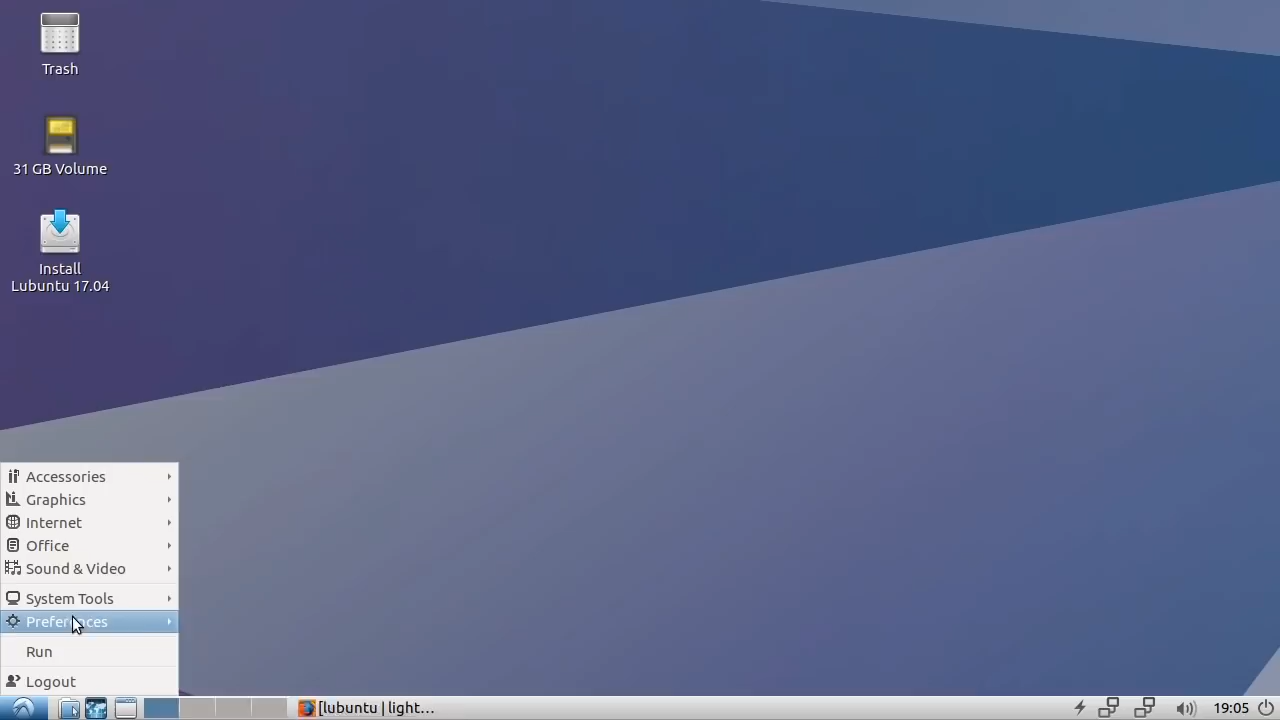 Trash
31 GB Volume
Install
Lubuntu 17.04
Accessories
Graphics
Internet
Office
Sound & Video
System Tools
Preferences
Run
Logout
[lubuntu | light...
19:05